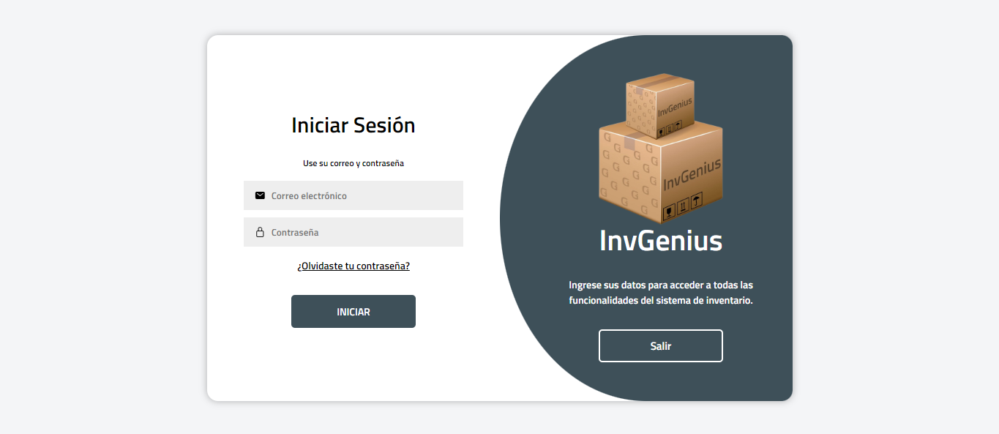 Iniciar Sesión
Use su correo y contraseña
Correo electrónico
Contraseña
¿Olvidaste tu contraseña?
INICIAR
InvGenius
InvGenius
InvGenius
Ingrese sus datos para acceder a todas las
funcionalidades del sistema de inventario.
Salir